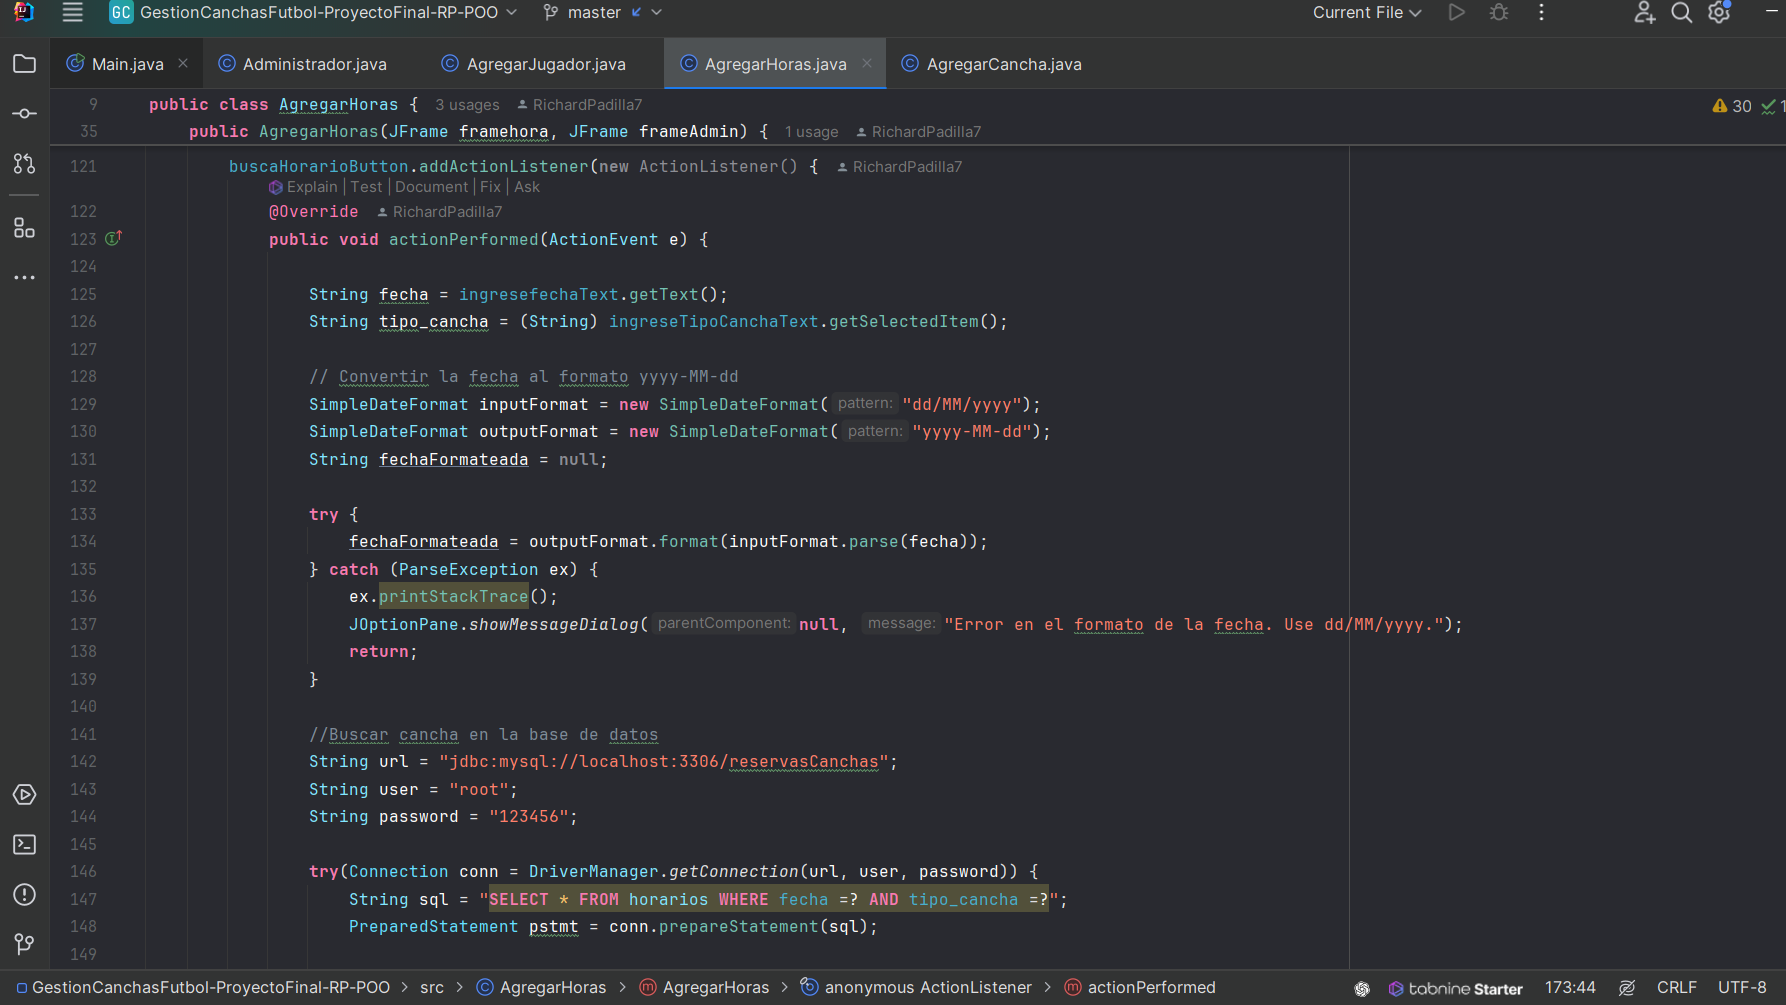 GC GestionCanchasFutbol-ProyectoFinal-RP-POO master Current File
Main.java Administrador.java AgregarJugador.java AgregarHoras.java AgregarCancha.java
9 public class AgregarHoras { 3 usages RichardPadilla7 30 1
35 public AgregarHoras(JFrame framehora, JFrame frameAdmin) { 1 usage RichardPadilla7
121 buscaHorarioButton.addActionListener(new ActionListener() { RichardPadilla7
Explain | Test | Document | Fix | Ask
122 @Override RichardPadilla7
123 public void actionPerformed(ActionEvent e) {
124
125 String fecha = ingresefechaText.getText();
126 String tipo_cancha = (String) ingreseTipoCanchaText.getSelectedItem();
127
128 // Convertir la fecha al formato yyyy-MM-dd
129 SimpleDateFormat inputFormat = new SimpleDateFormat( pattern: "dd/MM/yyyy");
130 SimpleDateFormat outputFormat = new SimpleDateFormat( pattern: "yyyy-MM-dd");
131 String fechaFormateada = null;
132
133 try {
134 fechaFormateada = outputFormat.format(inputFormat.parse(fecha));
135 } catch (ParseException ex) {
136 ex.printStackTrace();
137 JOptionPane.showMessageDialog( parentComponent: null, message: "Error en el formato de la fecha. Use dd/MM/yyyy.");
138 return;
139 }
140
141 //Buscar cancha en la base de datos
142 String url = "jdbc:mysql://localhost:3306/reservasCanchas";
143 String user = "root";
144 String password = "123456";
145
146 try(Connection conn = DriverManager.getConnection(url, user, password)) {
147 String sql = "SELECT * FROM horarios WHERE fecha =? AND tipo_cancha =?";
148 PreparedStatement pstmt = conn.prepareStatement(sql);
149
GestionCanchasFutbol-ProyectoFinal-RP-POO > src > AgregarHoras > AgregarHoras > anonymous ActionListener > actionPerformed tabnine Starter 173:44 CRLF UTF-8